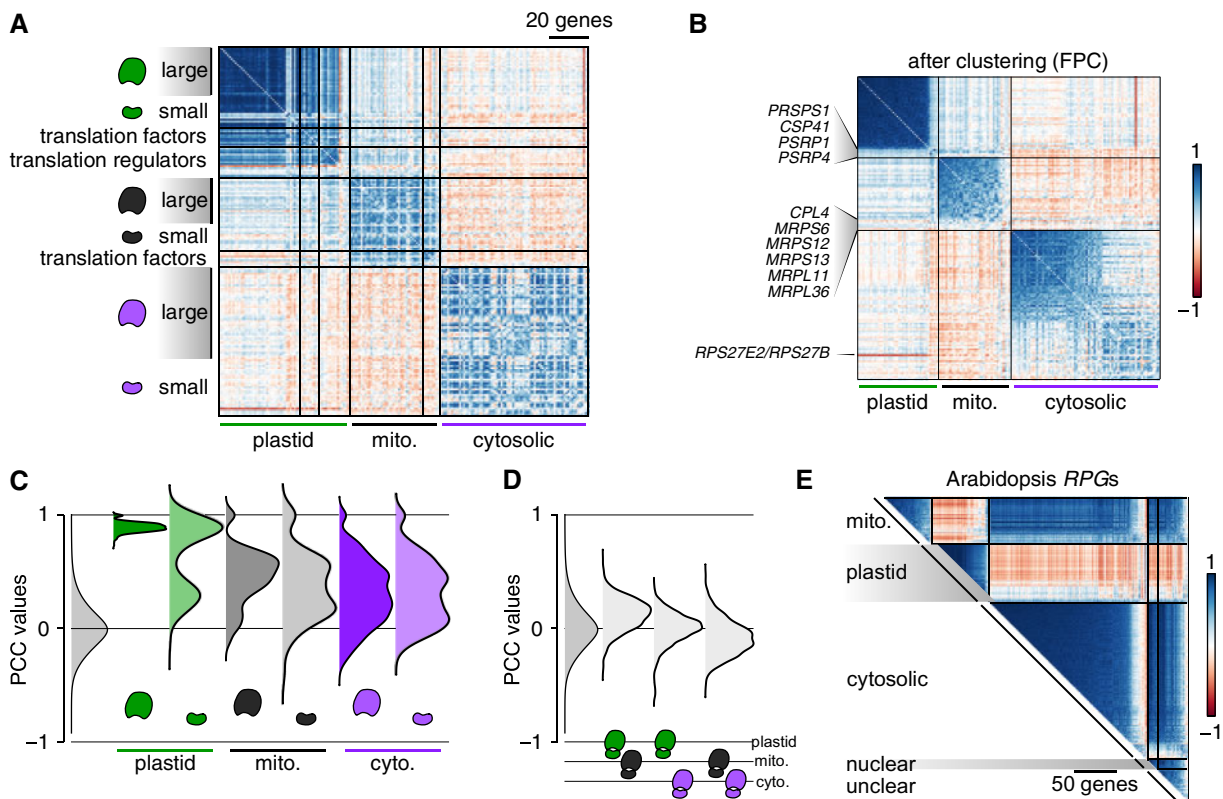 A
20 genes
large
small
translation factors
translation regulators
large
small
translation factors
large
small
plastid
mito.
cytosolic
B
after clustering (FPC)
PRSPS1
CSP41
PSRP1
PSRP4
CPL4
MRPS6
MRPS12
MRPS13
MRPL11
MRPL36
RPS27E2/RPS27B
plastid
mito.
cytosolic
1
−1
C
PCC values
1
0
−1
plastid
mito.
cyto.
D
PCC values
1
0
−1
plastid
mito.
cyto.
E
Arabidopsis RPGs
mito.
plastid
cytosolic
nuclear
unclear
50 genes
1
−1